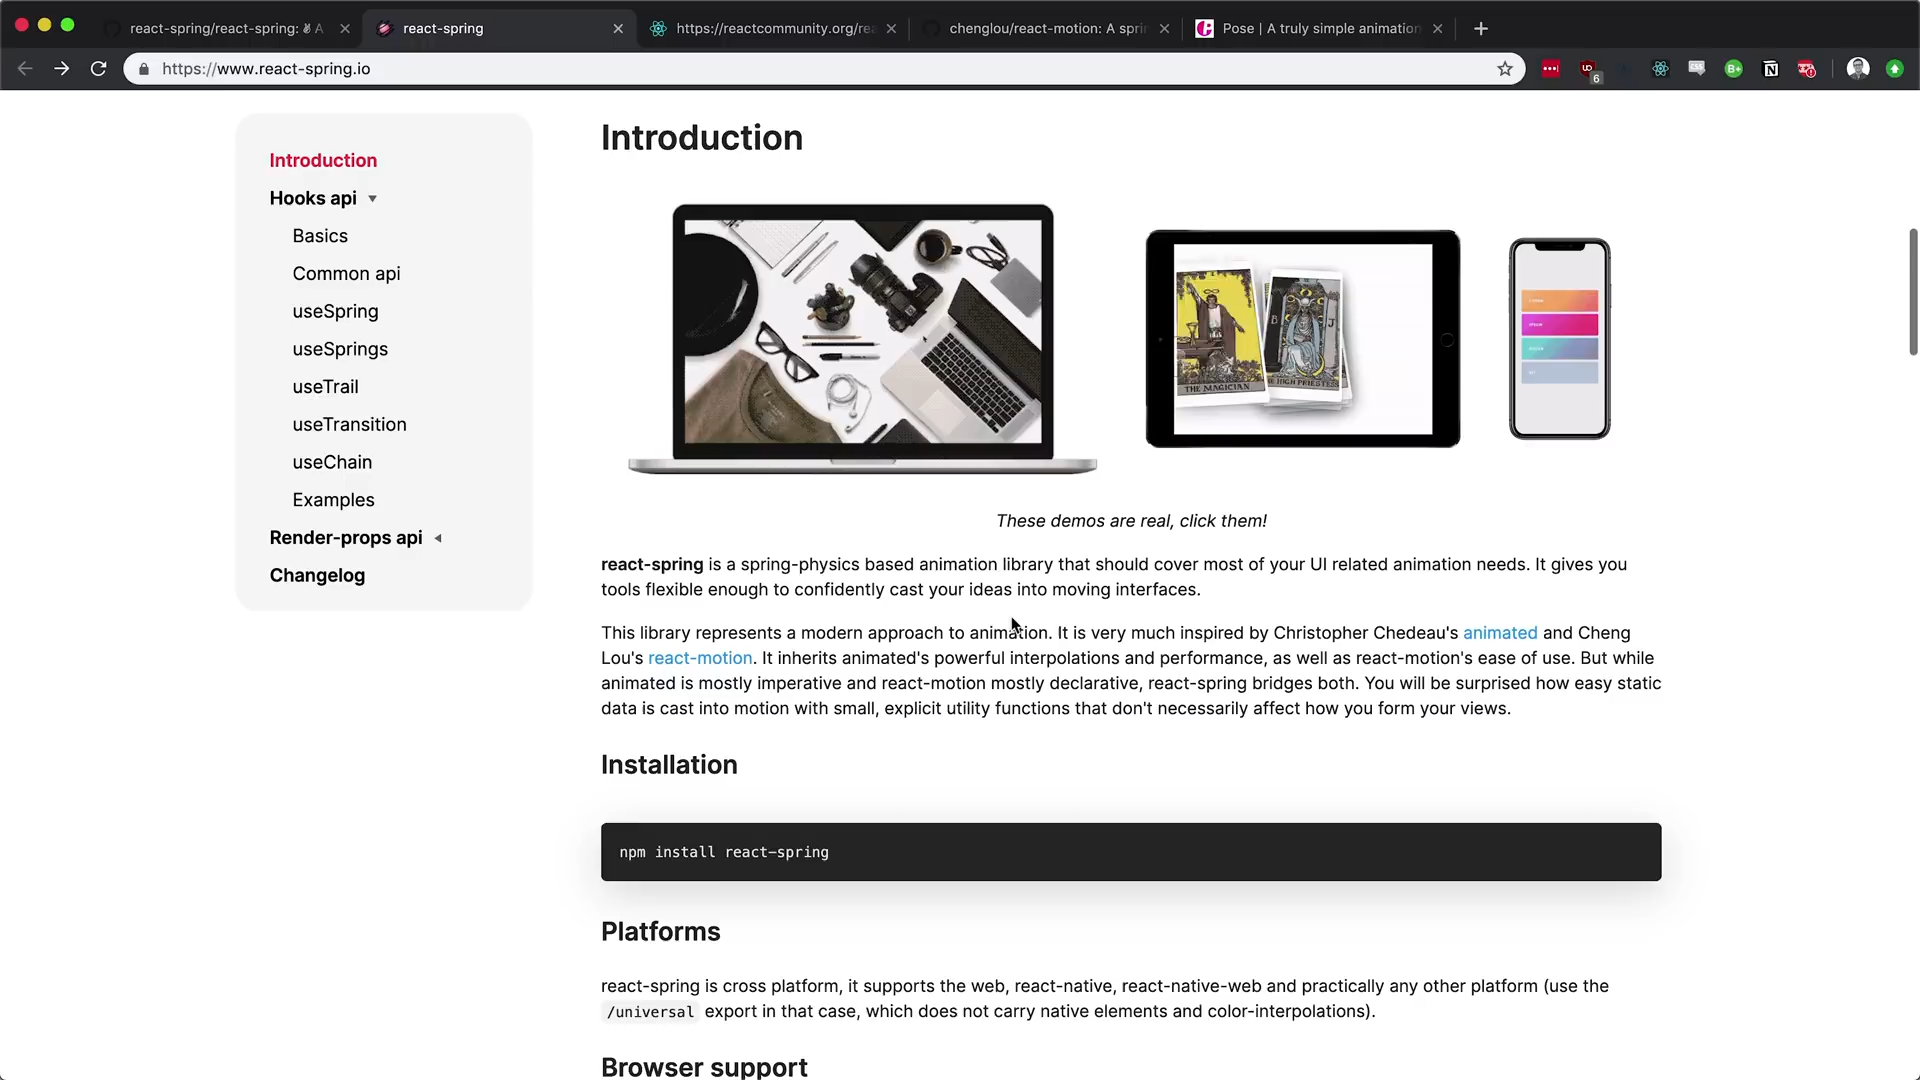 react-spring/react-spring: ✌ A
react-spring
https://reactcommunity.org/rea
chenglou/react-motion: A sprin
Pose | A truly simple animation
https://www.react-spring.io
6
Introduction
Hooks api
Basics
Common api
useSpring
useSprings
useTrail
useTransition
useChain
Examples
Render-props api
Changelog
Introduction
THE MAGICIAN
B J
HE HIGH PRIESTESS
These demos are real, click them!
react-spring is a spring-physics based animation library that should cover most of your UI related animation needs. It gives you
tools flexible enough to confidently cast your ideas into moving interfaces.
This library represents a modern approach to animation. It is very much inspired by Christopher Chedeau's animated and Cheng
Lou's react-motion. It inherits animated's powerful interpolations and performance, as well as react-motion's ease of use. But while
animated is mostly imperative and react-motion mostly declarative, react-spring bridges both. You will be surprised how easy static
data is cast into motion with small, explicit utility functions that don't necessarily affect how you form your views.
Installation
npm install react-spring
Platforms
react-spring is cross platform, it supports the web, react-native, react-native-web and practically any other platform (use the
/universal export in that case, which does not carry native elements and color-interpolations).
Browser support